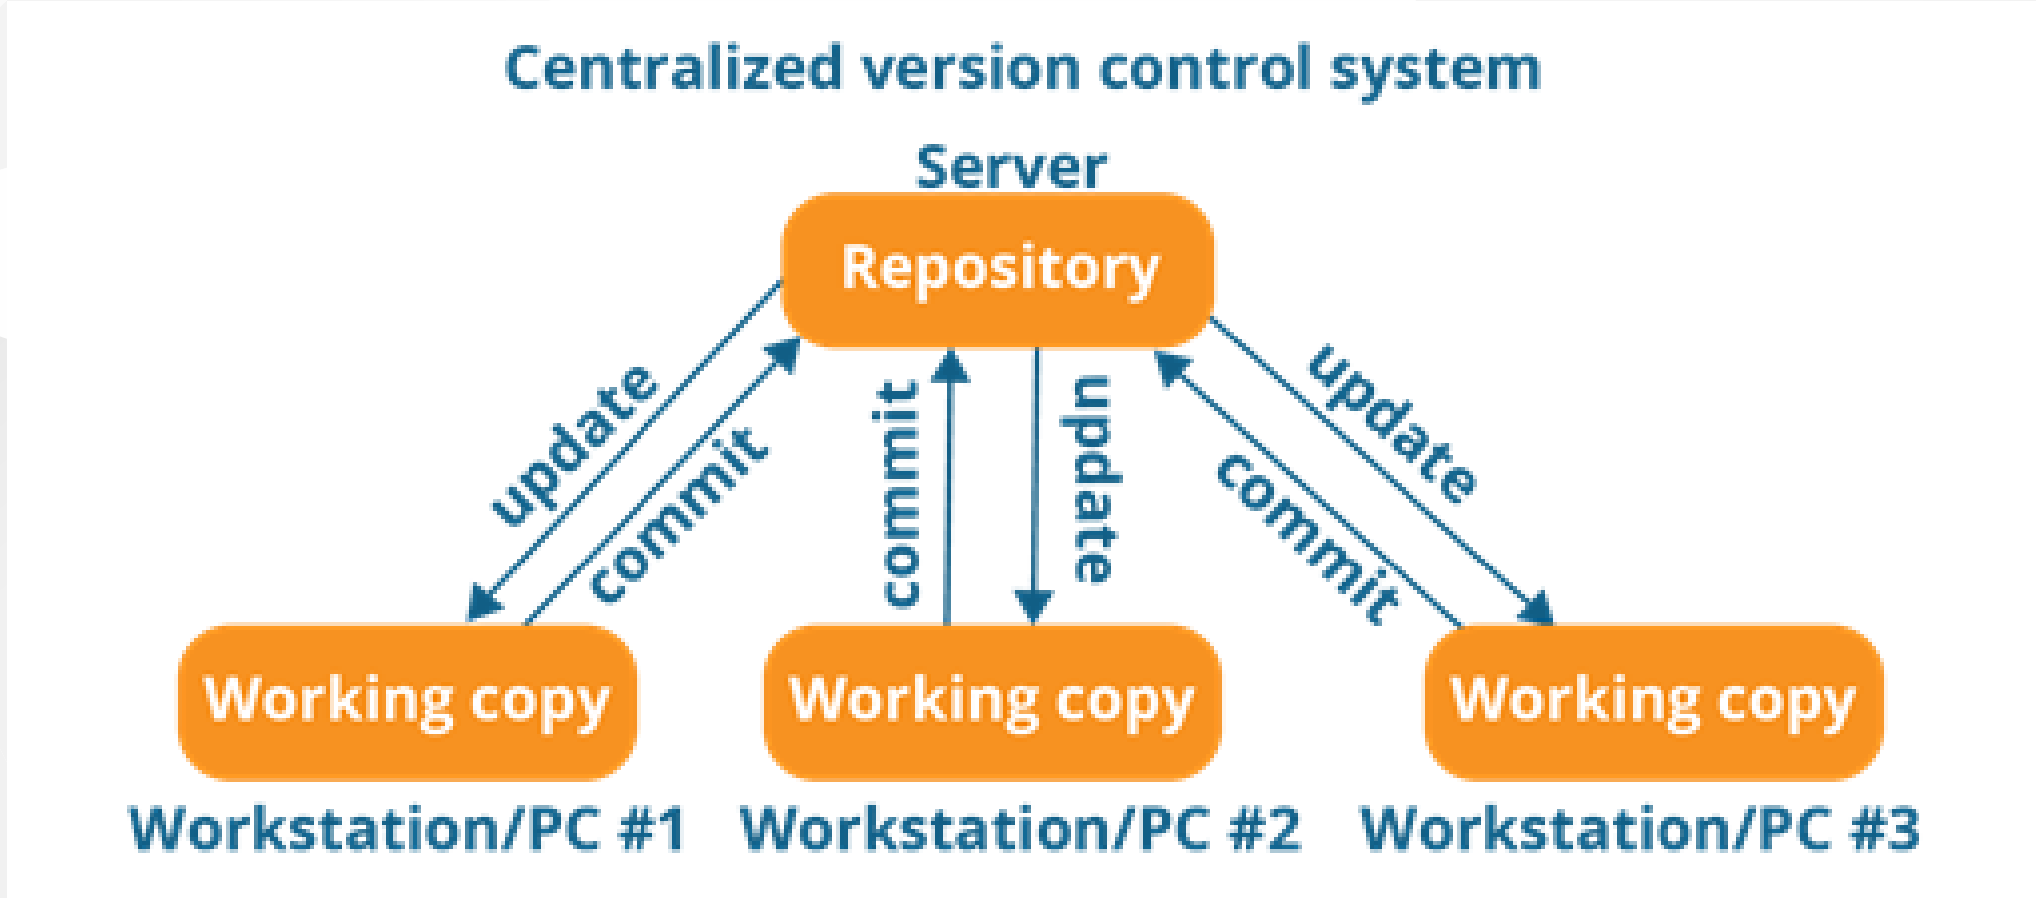 Centralized version control system
Server
Repository
update
commit
commit
update
commit
update
Working copy
Working copy
Working copy
Workstation/PC #1
Workstation/PC #2
Workstation/PC #3